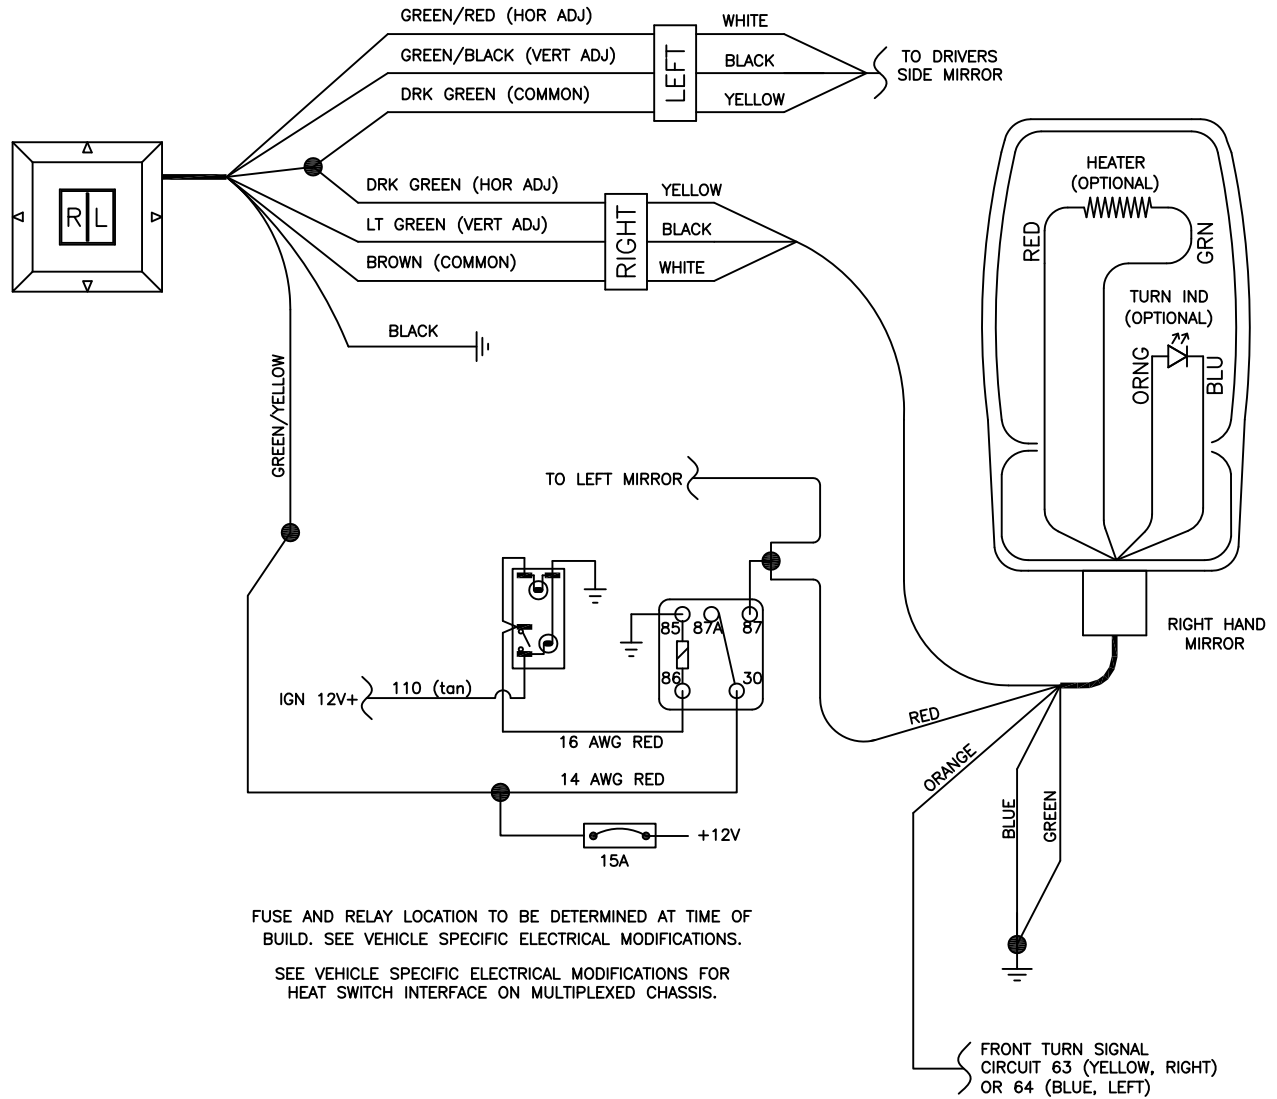 GREEN/RED (HOR ADJ)
WHITE
GREEN/BLACK (VERT ADJ)
BLACK
DRK GREEN (COMMON)
YELLOW
LEFT
TO DRIVERS
SIDE MIRROR
R L
DRK GREEN (HOR ADJ)
YELLOW
LT GREEN (VERT ADJ)
BLACK
BROWN (COMMON)
WHITE
RIGHT
BLACK
GREEN/YELLOW
HEATER
(OPTIONAL)
RED
GRN
TURN IND
(OPTIONAL)
ORNG
BLU
TO LEFT MIRROR
RIGHT HAND
MIRROR
85 87A 87
86 30
IGN 12V+
110 (tan)
16 AWG RED
14 AWG RED
+12V
15A
RED
ORANGE
BLUE
GREEN
FUSE AND RELAY LOCATION TO BE DETERMINED AT TIME OF
BUILD. SEE VEHICLE SPECIFIC ELECTRICAL MODIFICATIONS.
SEE VEHICLE SPECIFIC ELECTRICAL MODIFICATIONS FOR
HEAT SWITCH INTERFACE ON MULTIPLEXED CHASSIS.
FRONT TURN SIGNAL
CIRCUIT 63 (YELLOW, RIGHT)
OR 64 (BLUE, LEFT)